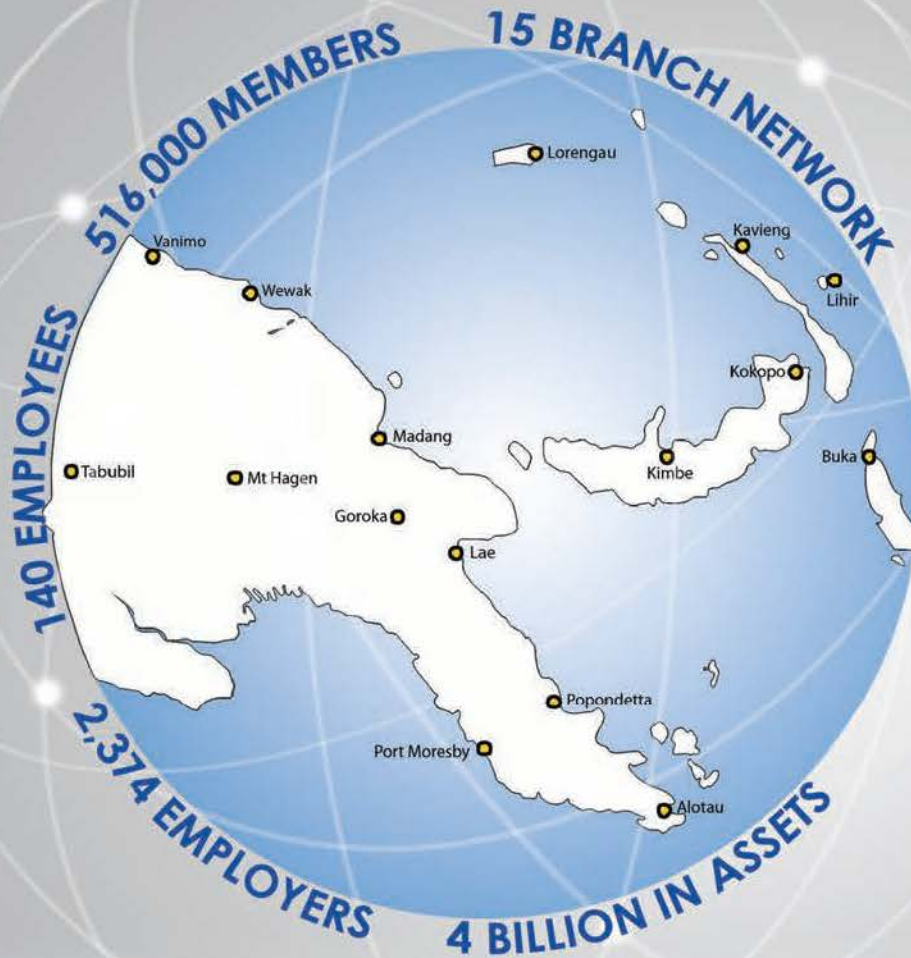 15 BRANCH NETWORK
516,000 MEMBERS
140 EMPLOYEES
2,374 EMPLOYERS
4 BILLION IN ASSETS
Lorengau
Kavieng
Lihir
Vanimo
Wewak
Kokopo
Madang
Kimbe
Buka
Tabubil
Mt Hagen
Goroka
Lae
Popondetta
Port Moresby
Alotau